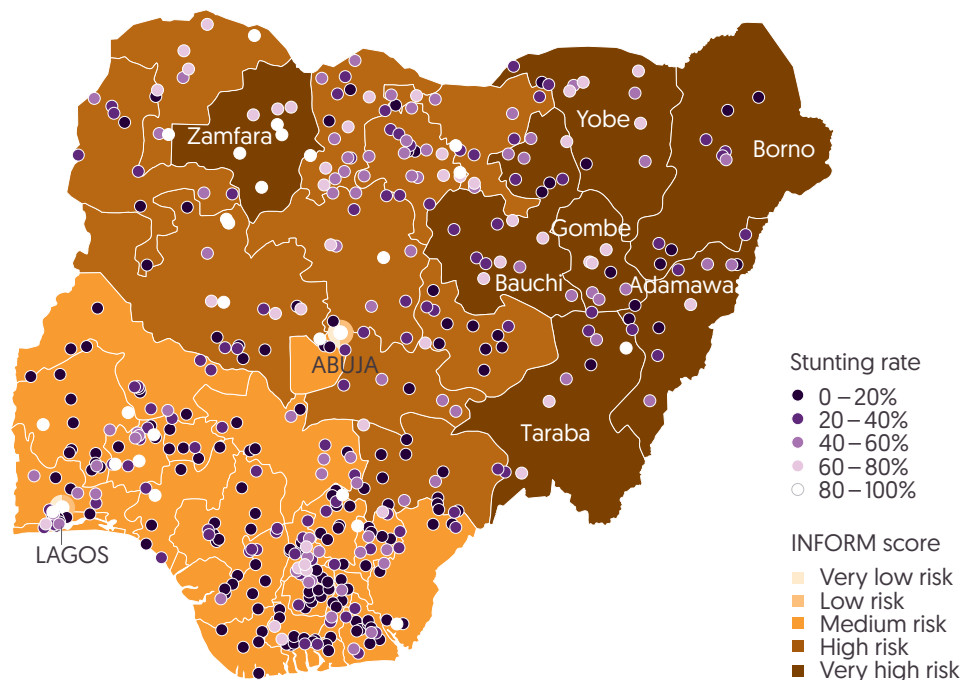 Zamfara
Yobe
Borno
Gombe
Bauchi
Adamawa
ABUJA
Taraba
LAGOS
Stunting rate
0 – 20%
20 – 40%
40 – 60%
60 – 80%
80 – 100%
INFORM score
Very low risk
Low risk
Medium risk
High risk
Very high risk